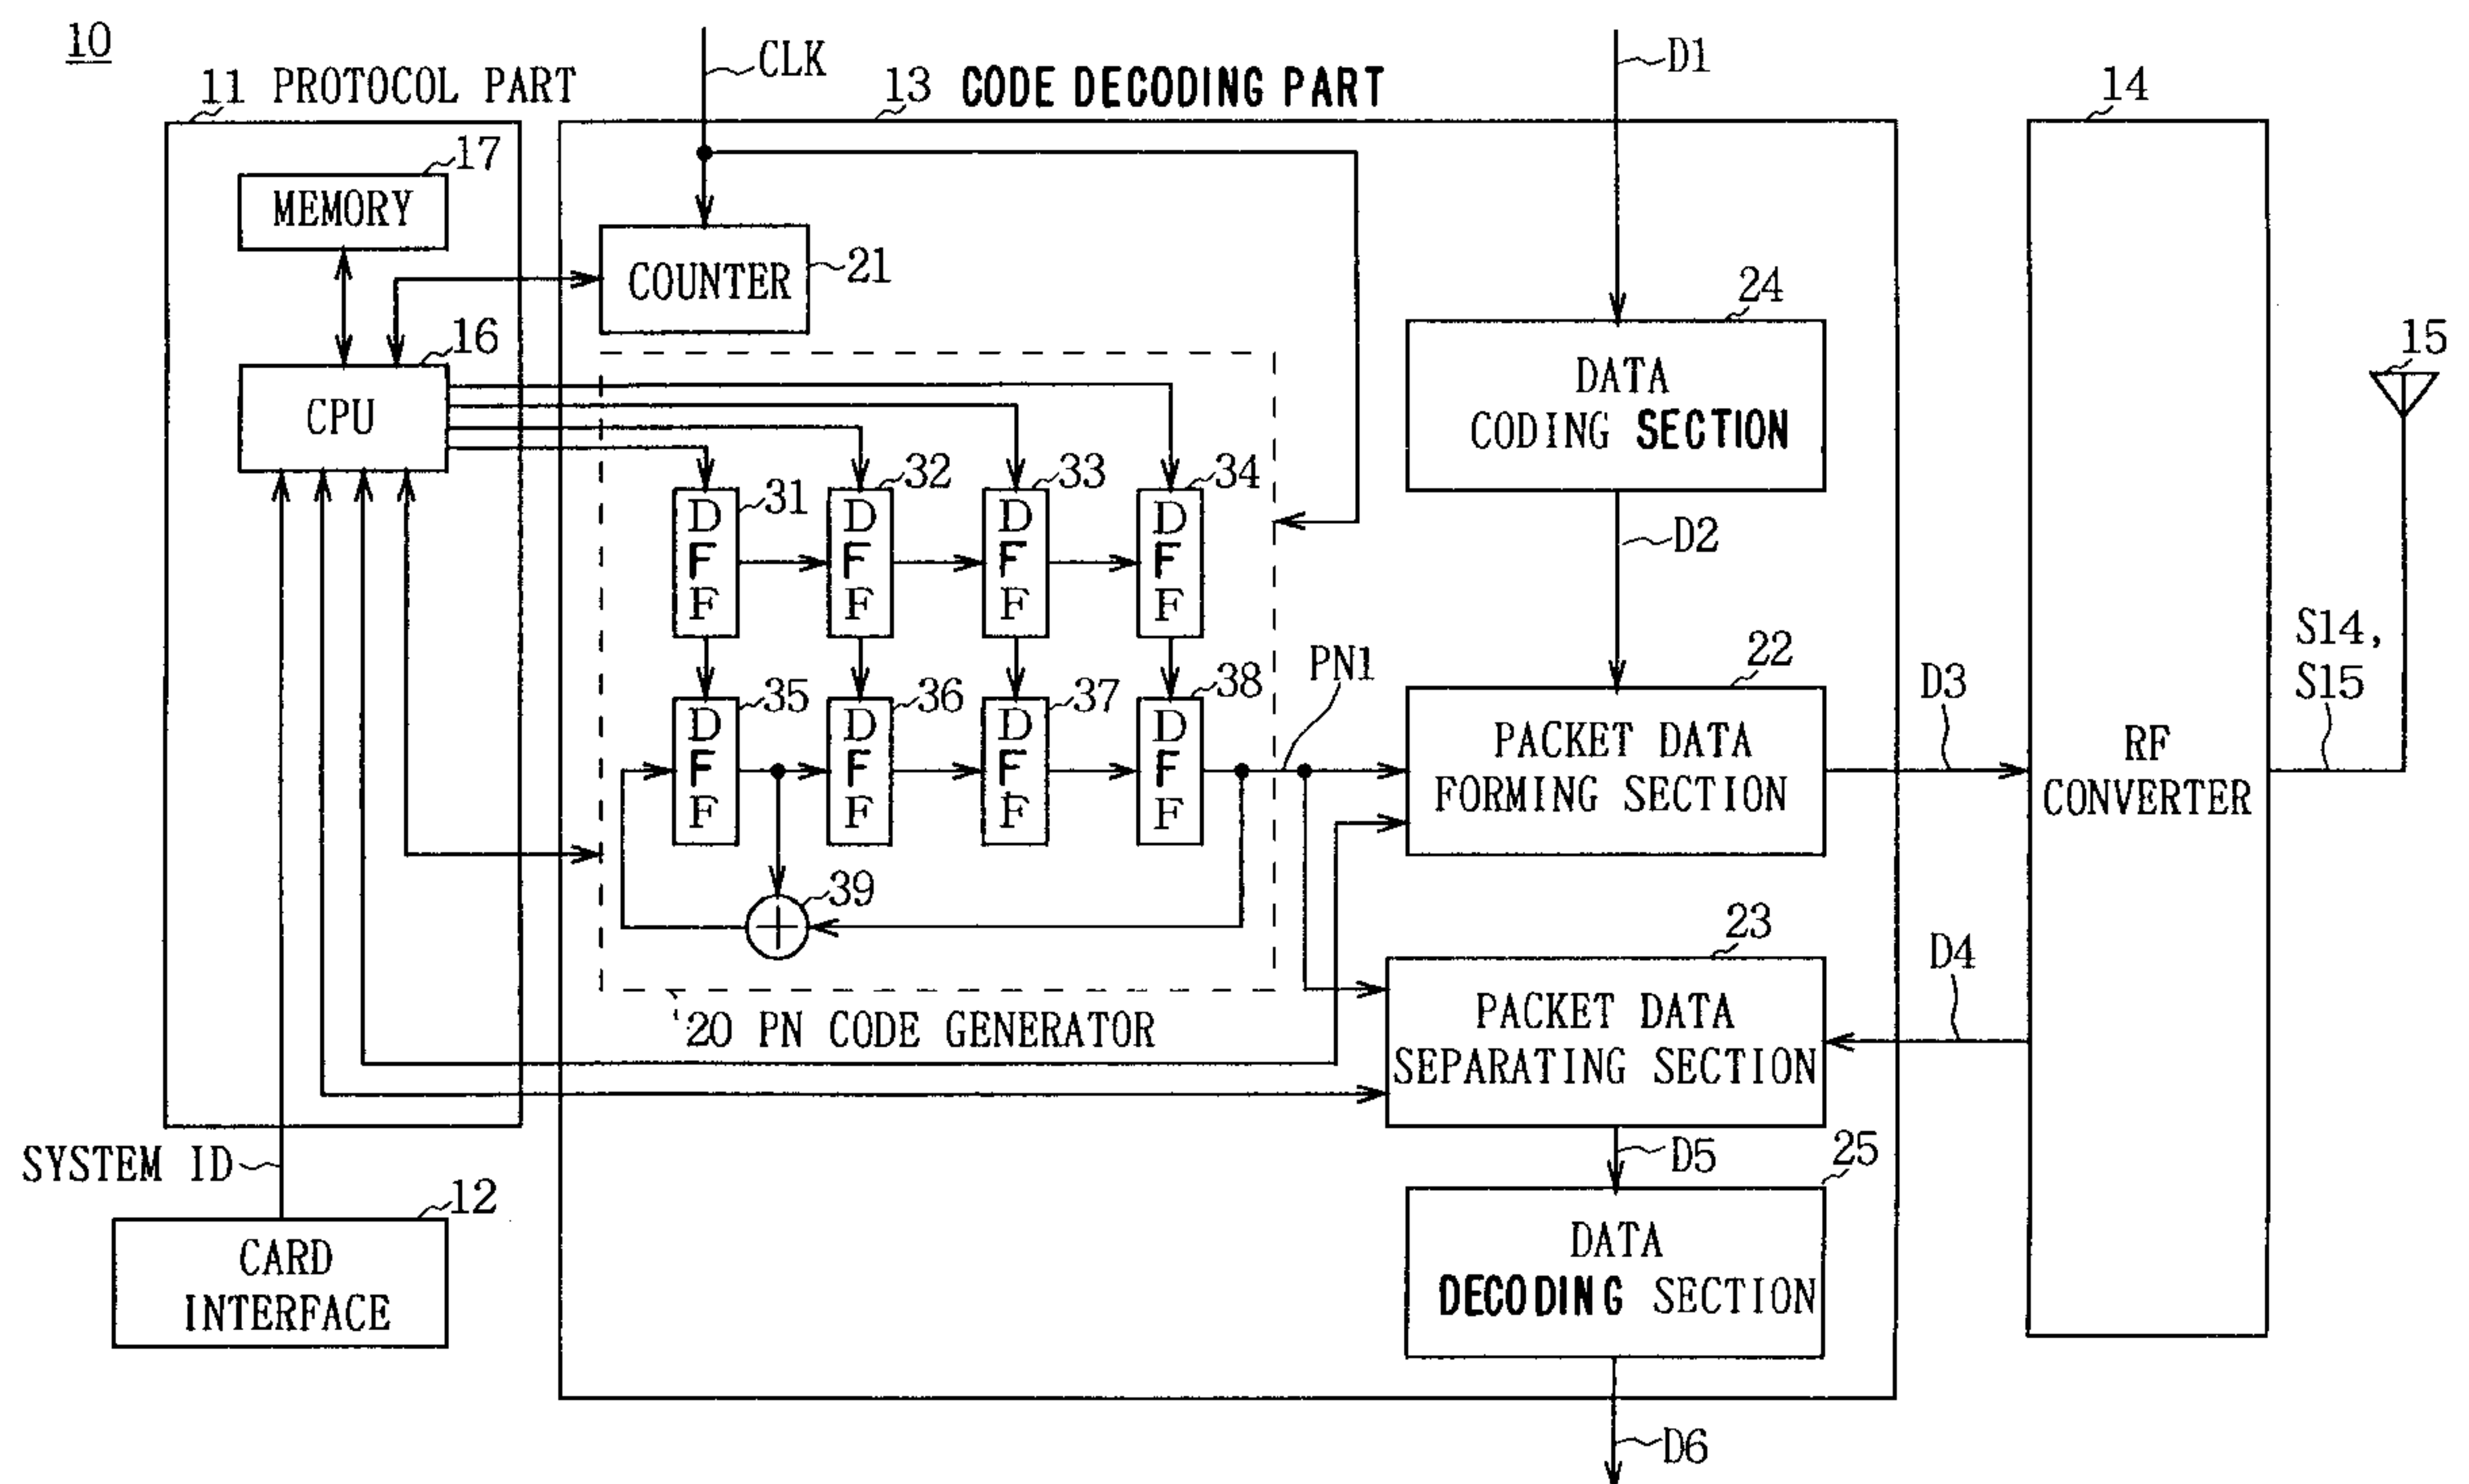 10
11 PROTOCOL PART
CLK
13 CODE DECODING PART
D1
14
17
MEMORY
COUNTER
21
24
DATA
CODING SECTION
16
CPU
15
31
32
33
34
D
F
F
D
F
F
D
F
F
D
F
F
D2
S14,
S15
35
36
37
38
D
F
F
D
F
F
D
F
F
D
F
F
PN1
22
PACKET DATA
FORMING SECTION
D3
RF
CONVERTER
39
23
PACKET DATA
SEPARATING SECTION
D4
20 PN CODE GENERATOR
SYSTEM ID
D5
25
12
CARD
INTERFACE
DATA
DECODING SECTION
D6